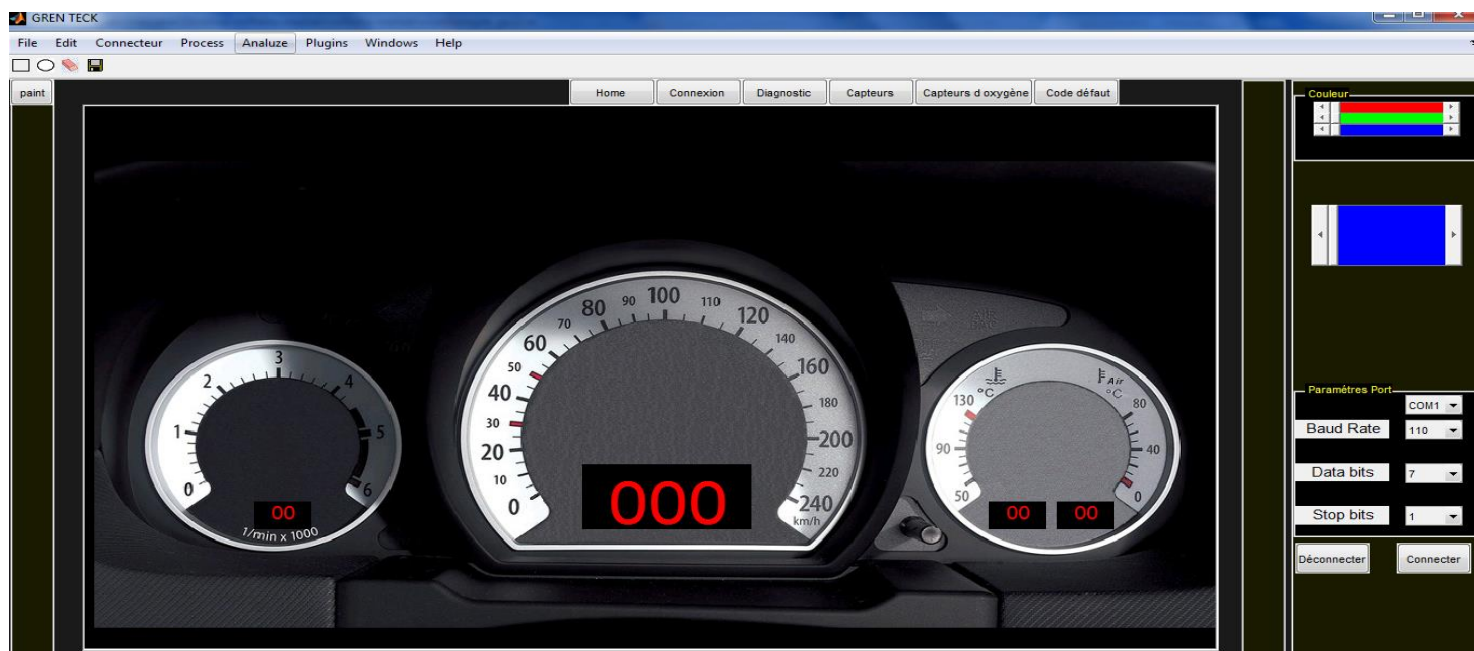 GREN TECK
File Edit Connecteur Process Analuze Plugins Windows Help
paint
Home Connexion Diagnostic Capteurs Capteurs d oxygène Code défaut
Couleur
0 1 2 3 4 5 6
00
1/min x 1000
0 10 20 30 40 50 60 70 80 90 100 110 120 140 160 180 200 220 240
km/h
000
Air
°C °C
130 90 50
80 40 0
00 00
Paramétres Port
COM1
Baud Rate 110
Data bits 7
Stop bits 1
Déconnecter Connecter